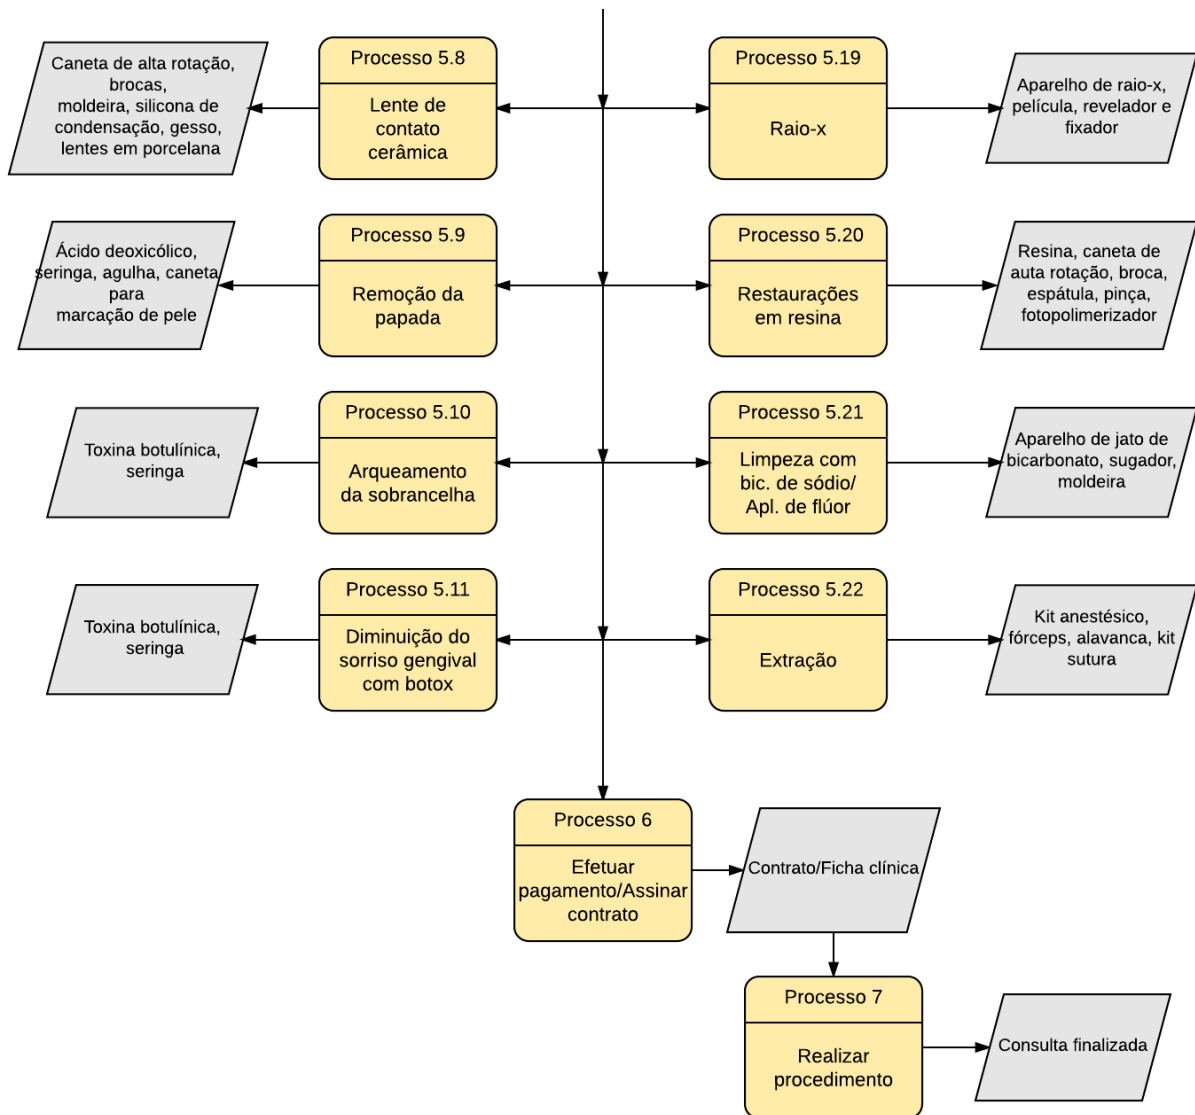 Caneta de alta rotação,
brocas,
moldeira, silicona de
condensação, gesso,
lentes em porcelana
Processo 5.8
Lente de
contato
cerâmica
Processo 5.19
Raio-x
Aparelho de raio-x,
película, revelador e
fixador
Ácido deoxicólico,
seringa, agulha, caneta
para
marcação de pele
Processo 5.9
Remoção da
papada
Processo 5.20
Restaurações
em resina
Resina, caneta de
auta rotação, broca,
espátula, pinça,
fotopolimerizador
Toxina botulínica,
seringa
Processo 5.10
Arqueamento
da sobrancelha
Processo 5.21
Limpeza com
bic. de sódio/
Apl. de flúor
Aparelho de jato de
bicarbonato, sugador,
moldeira
Toxina botulínica,
seringa
Processo 5.11
Diminuição do
sorriso gengival
com botox
Processo 5.22
Extração
Kit anestésico,
fórceps, alavanca, kit
sutura
Processo 6
Efetuar
pagamento/Assinar
contrato
Contrato/Ficha clínica
Processo 7
Realizar
procedimento
Consulta finalizada